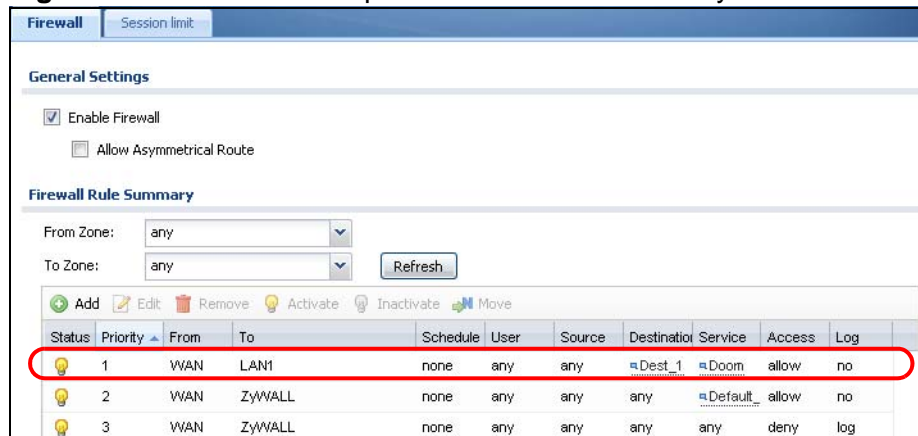 Firewall Session limit
General Settings
Enable Firewall
Allow Asymmetrical Route
Firewall Rule Summary
From Zone: any
To Zone: any Refresh
Add Edit Remove Activate Inactivate Move
Status Priority From To Schedule User Source Destination Service Access Log
1 WAN LAN1 none any any Dest_1 Doom allow no
2 WAN ZyWALL none any any any Default_ allow no
3 WAN ZyWALL none any any any any deny log